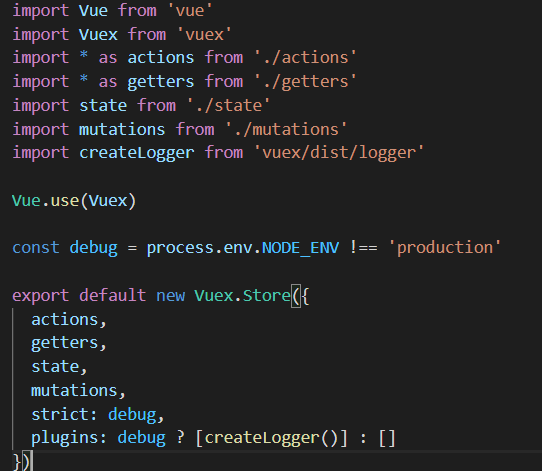 import Vue from 'vue'
import Vuex from 'vuex'
import * as actions from './actions'
import * as getters from './getters'
import state from './state'
import mutations from './mutations'
import createLogger from 'vuex/dist/logger'
Vue.use(Vuex)
const debug = process.env.NODE_ENV !== 'production'
export default new Vuex.Store({
  actions,
  getters,
  state,
  mutations,
  strict: debug,
  plugins: debug ? [createLogger()] : []
})